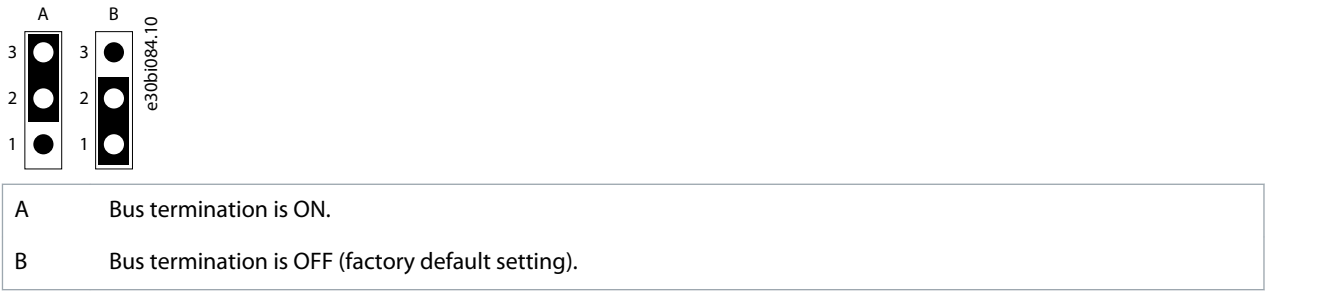 A B
3 3
2 2
1 1
e30bi084.10
A Bus termination is ON.
B Bus termination is OFF (factory default setting).